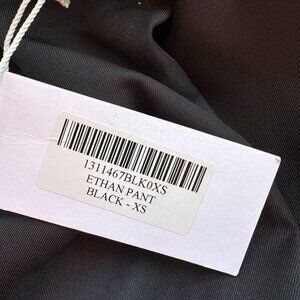 1311467BLK0XS
ETHAN PANT
BLACK - XS